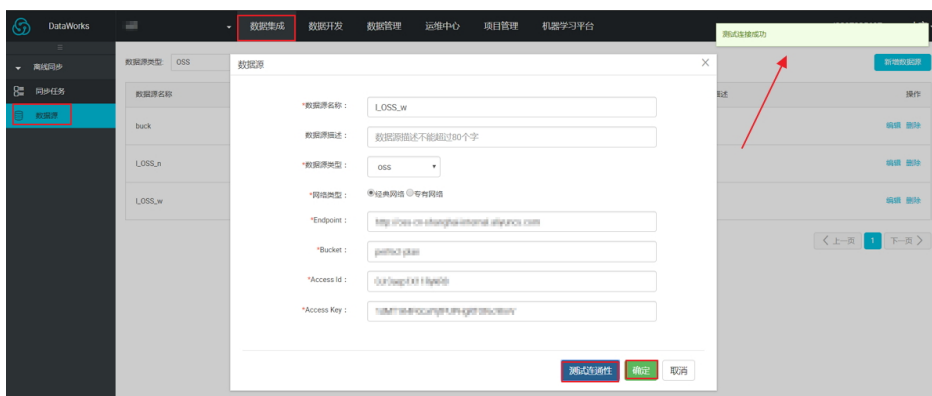 DataWorks 数据集成 数据开发 数据管理 运维中心 项目管理 机器学习平台
测试连接成功
离线同步
同步任务
数据源
数据源类型: OSS
新增数据源
数据源名称
描述
操作
buck
编辑 删除
I_OSS_n
编辑 删除
I_OSS_w
编辑 删除
上一页 1 下一页
数据源
*数据源名称: I_OSS_w
数据源描述: 数据源描述不能超过80个字
*数据源类型: oss
*网络类型: 经典网络 专有网络
*Endpoint:
*Bucket:
*Access Id:
*Access Key:
测试连通性 确定 取消